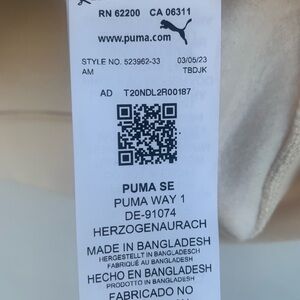 RN 62200 CA 06311
www.puma.com
STYLE NO. 523962-33 03/05/23
AM TBDJK
AD T20NDL2R00187
PUMA SE
PUMA WAY 1
DE-91074
HERZOGENAURACH
MADE IN BANGLADESH
HERGESTELLT IN BANGLADESCH
FABRIQUÉ AU BANGLADESH
HECHO EN BANGLADESH
PRODOTTO IN BANGLADESH
FABRICADO NO